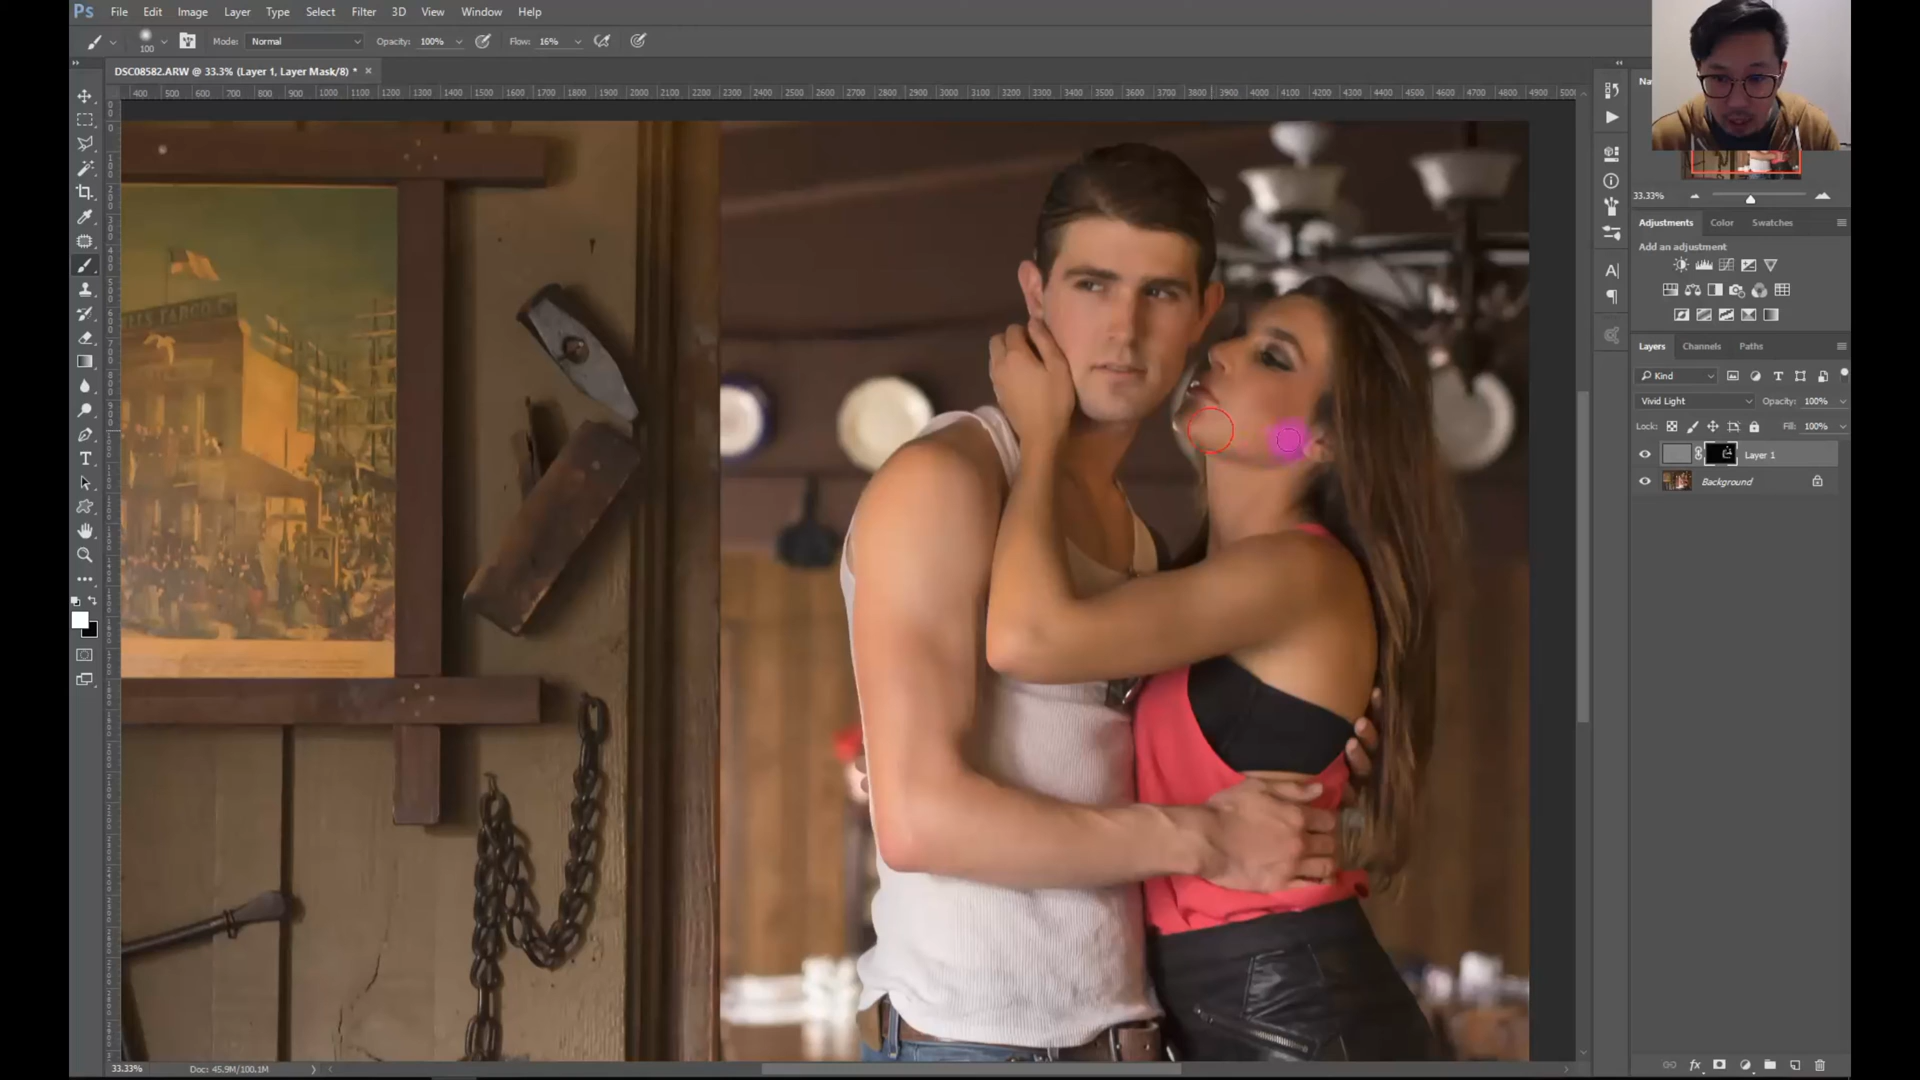 Ps File Edit Image Layer Type Select Filter 3D View Window Help
100 Mode: Normal Opacity: 100% Flow: 16%
DSC08582.ARW @ 33.3% (Layer 1, Layer Mask/8) * ×
400 500 600 700 800 900 1000 1100 1200 1300 1400 1500 1600 1700 1800 1900 2000 2100 2200 2300 2400 2500 2600 2700 2800 2900 3000 3100 3200 3300 3400 3500 3600 3700 3800 3900 4000 4100 4200 4300 4400 4500 4600 4700 4800 4900 5000
33.33%
Adjustments Color Swatches
Add an adjustment
Layers Channels Paths
Kind
Vivid Light Opacity: 100%
Lock: Fill: 100%
Layer 1
Background
33.33% Doc: 45.9M/100.1M